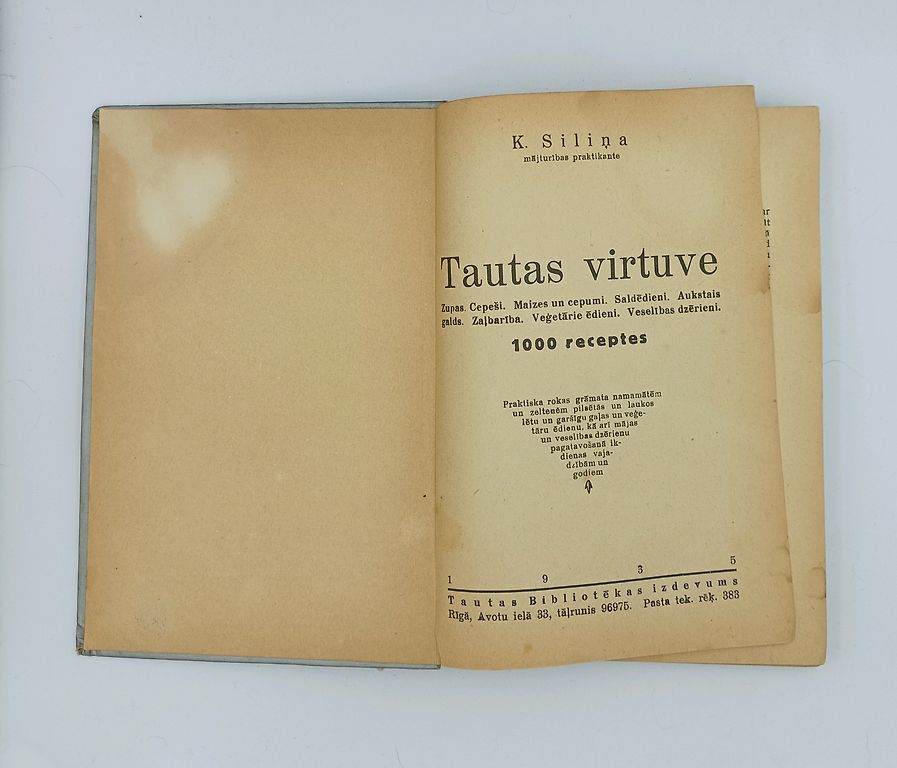 K. Siliņa
mājturības praktikante
Tautas virtuve
Zupas. Cepeši. Maizes un cepumi. Saldēdieni. Aukstais
galds. Zaļbarība. Veģetārie ēdieni. Veselības dzērieni.
1000 receptes
Praktiska rokas grāmata namamātēm
un zeltenēm pilsētās un laukos
lētu un garšīgu gaļas un veģe-
tāru ēdienu, kā arī mājas
un veselības dzērienu
pagatavošanā ik-
dienas vaja-
dzībām un
godiem
1 9 3 5
Tautas Bibliotēkas izdevums
Rīgā, Avotu ielā 33, tāļrunis 96975. Pasta tek. rēķ. 383